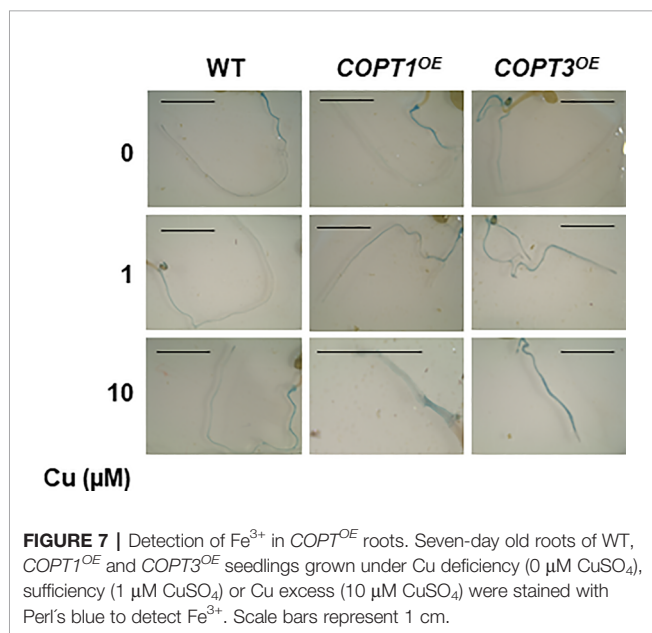 WT COPT1ᴼᴱ COPT3ᴼᴱ
0
1
10
Cu (µM)
FIGURE 7 | Detection of Fe³⁺ in COPTᴼᴱ roots. Seven-day old roots of WT,
COPT1ᴼᴱ and COPT3ᴼᴱ seedlings grown under Cu deficiency (0 µM CuSO₄),
sufficiency (1 µM CuSO₄) or Cu excess (10 µM CuSO₄) were stained with
Perl´s blue to detect Fe³⁺. Scale bars represent 1 cm.